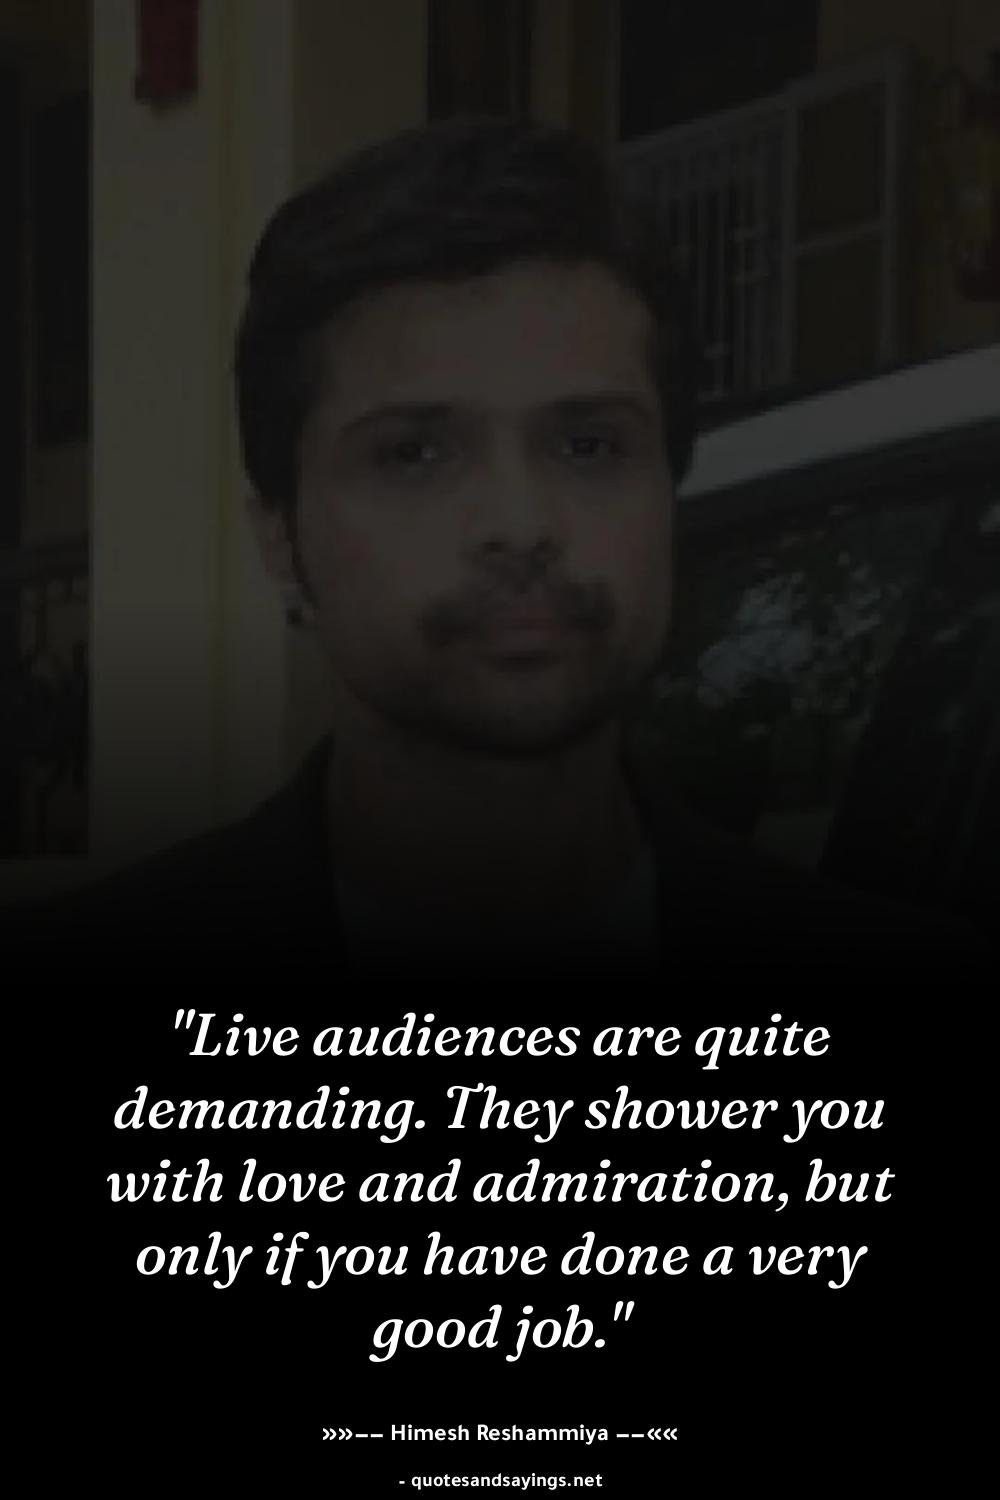 "Live audiences are quite
demanding. They shower you
with love and admiration, but
only if you have done a very
good job."
»»−− Himesh Reshammiya −−««
- quotesandsayings.net